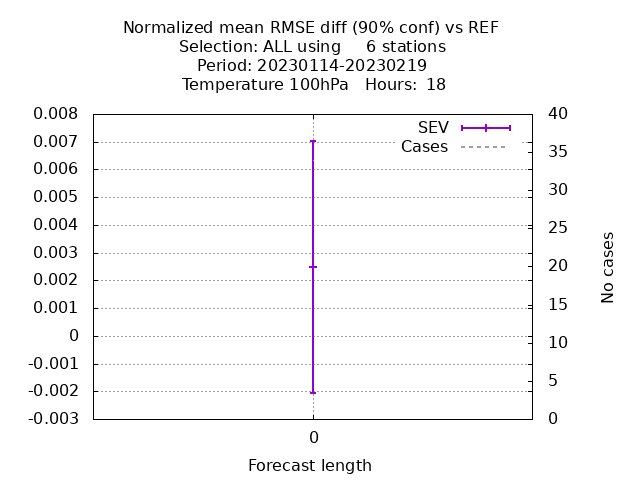 Normalized mean RMSE diff (90% conf) vs REF
Selection: ALL using     6 stations
Period: 20230114-20230219
Temperature 100hPa   Hours:  18
0.008
0.007
0.006
0.005
0.004
0.003
0.002
0.001
0
-0.001
-0.002
-0.003
SEV
Cases
40
35
30
25
20
15
10
5
0
No cases
0
Forecast length